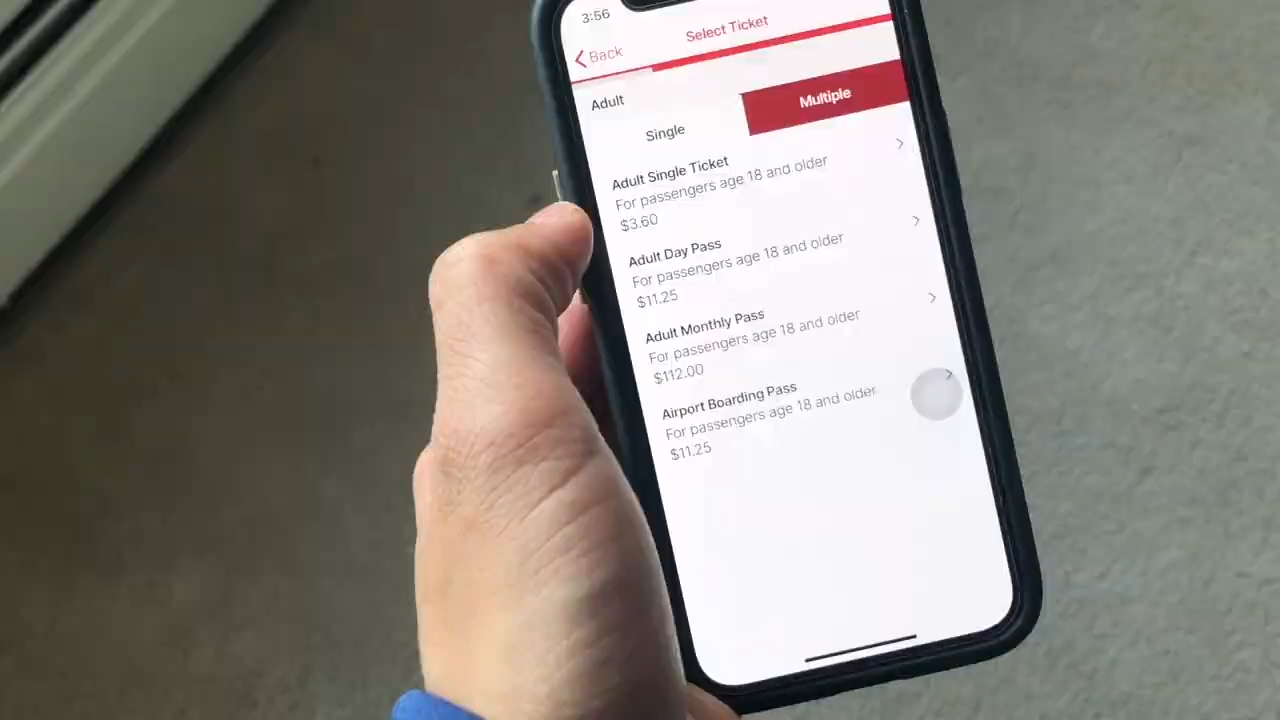 3:56
Back
Select Ticket
Adult
Single
Multiple
Adult Single Ticket
For passengers age 18 and older
$3.60
Adult Day Pass
For passengers age 18 and older
$11.25
Adult Monthly Pass
For passengers age 18 and older
$112.00
Airport Boarding Pass
For passengers age 18 and older
$11.25